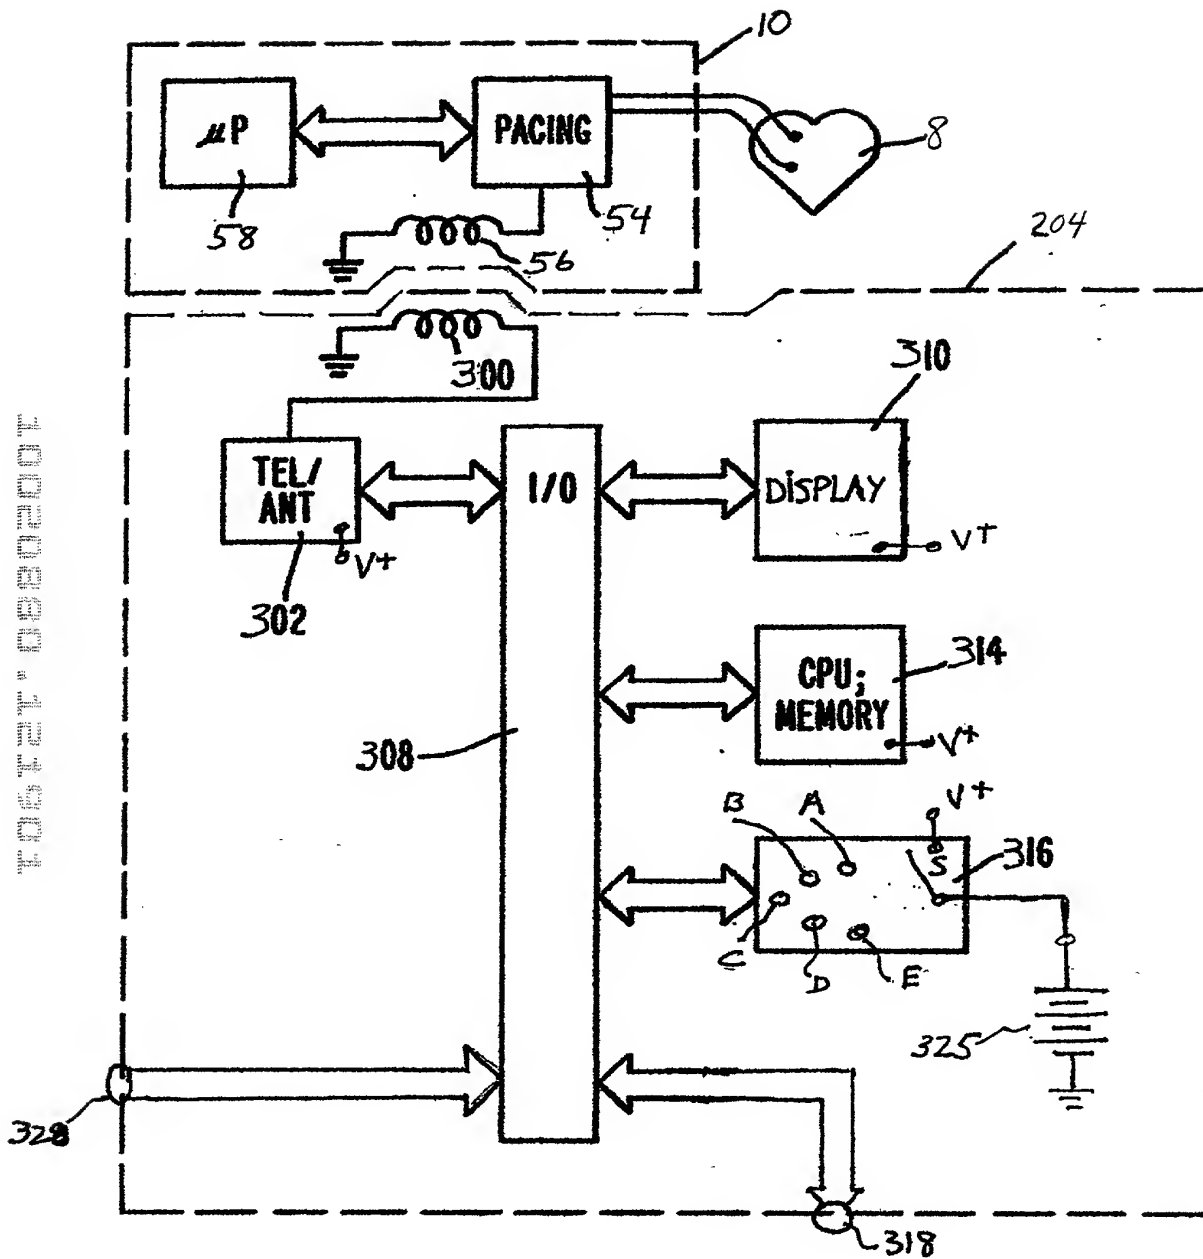 10
μP
PACING
8
58
54
56
204
300
310
TEL/
ANT
I/O
DISPLAY
V+
V+
302
CPU;
MEMORY
314
V+
308
B
A
V+
S
316
C
D
E
325
328
318